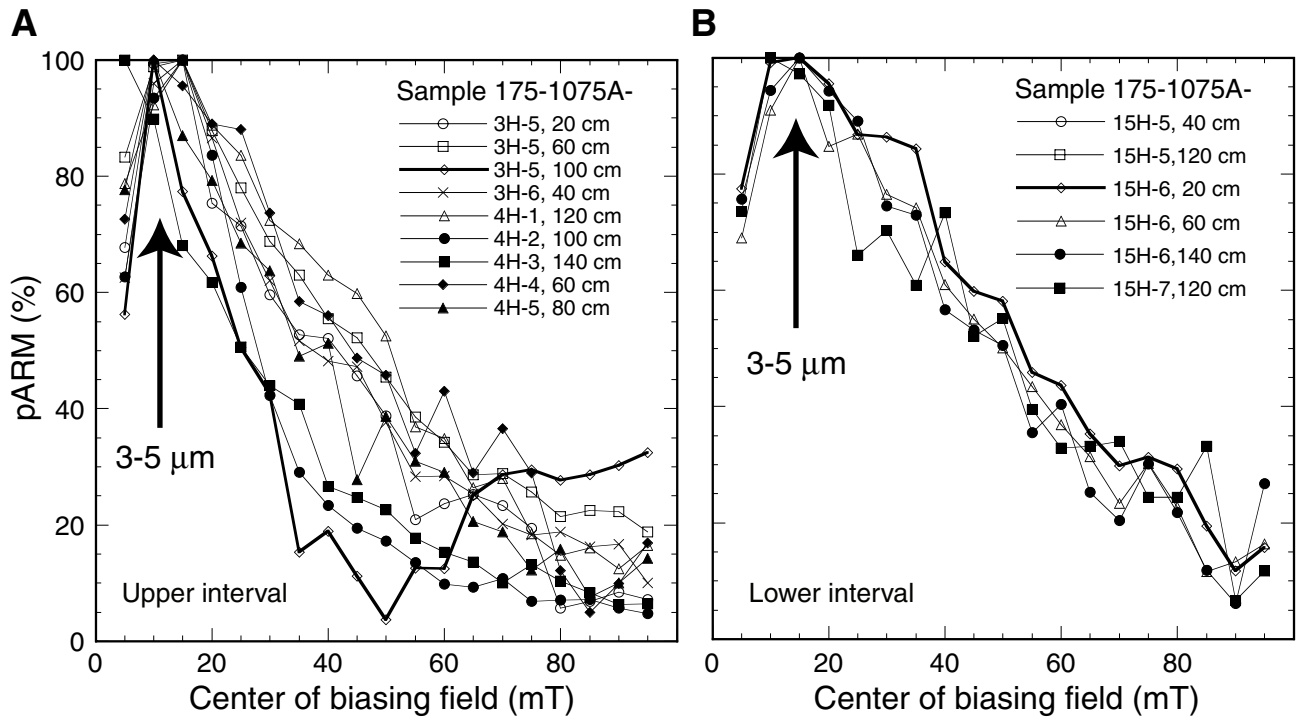 A
pARM (%)
100
80
60
40
20
0
Sample 175-1075A-
3H-5, 20 cm
3H-5, 60 cm
3H-5, 100 cm
3H-6, 40 cm
4H-1, 120 cm
4H-2, 100 cm
4H-3, 140 cm
4H-4, 60 cm
4H-5, 80 cm
3-5 μm
Upper interval
0 20 40 60 80
Center of biasing field (mT)
B
Sample 175-1075A-
15H-5, 40 cm
15H-5,120 cm
15H-6, 20 cm
15H-6, 60 cm
15H-6,140 cm
15H-7,120 cm
3-5 μm
Lower interval
0 20 40 60 80
Center of biasing field (mT)